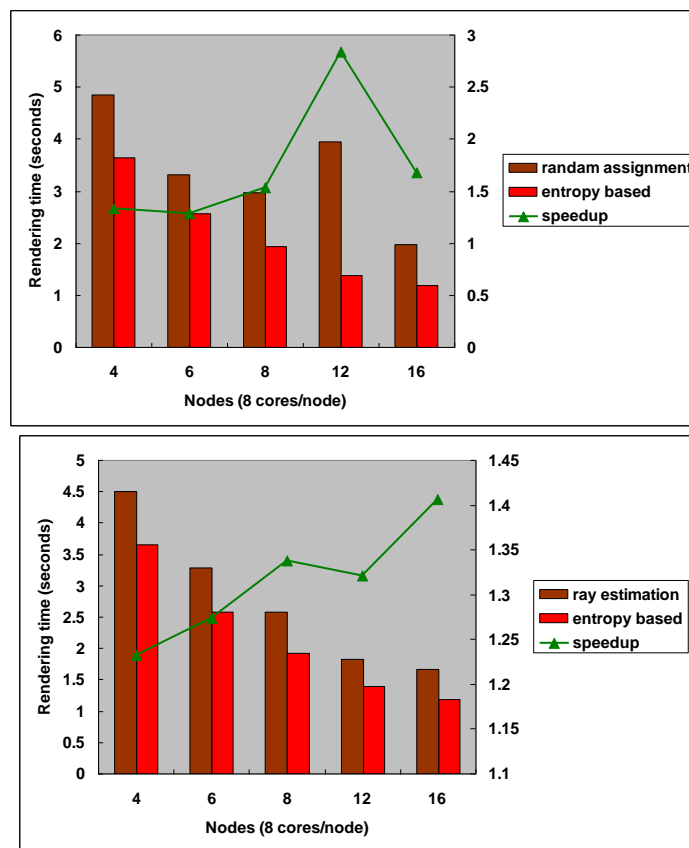 6
5
4
3
2
1
0
Rendering time (seconds)
3
2.5
2
1.5
1
0.5
0
4 6 8 12 16
Nodes (8 cores/node)
randam assignment
entropy based
speedup
5
4.5
4
3.5
3
2.5
2
1.5
1
0.5
0
Rendering time (seconds)
1.45
1.4
1.35
1.3
1.25
1.2
1.15
1.1
4 6 8 12 16
Nodes (8 cores/node)
ray estimation
entropy based
speedup